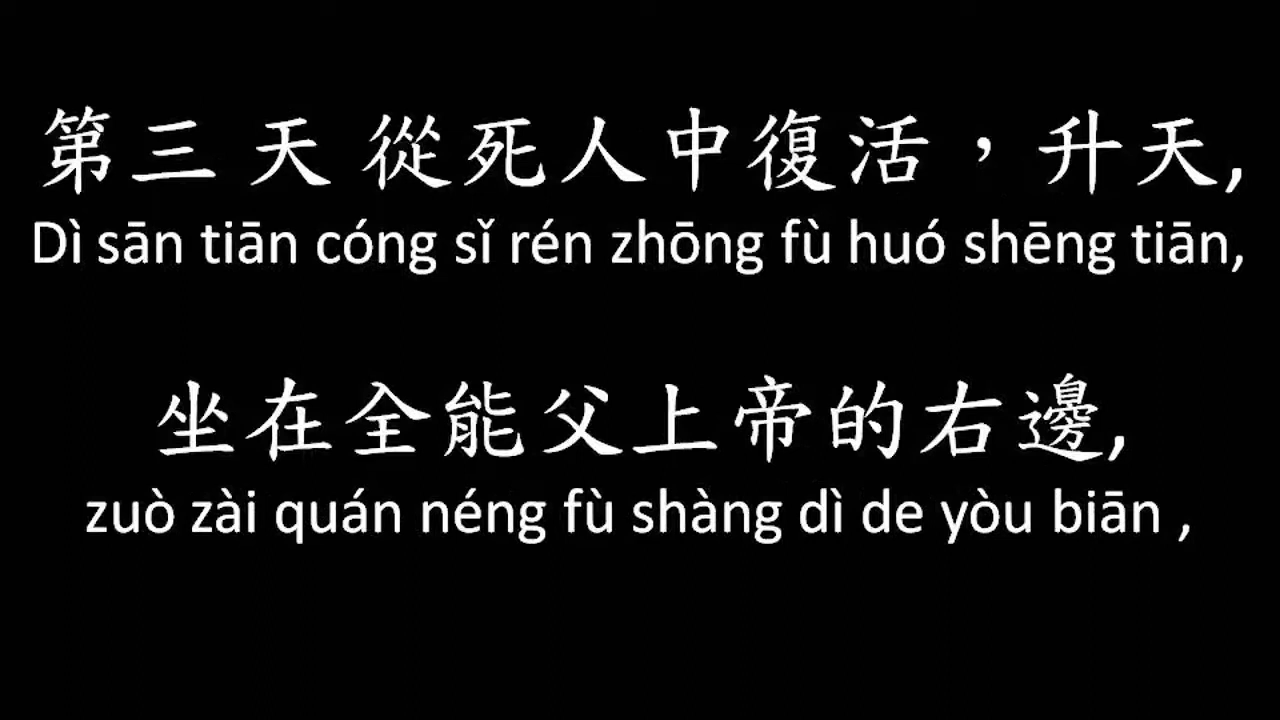 第三 天 從死人中復活，升天,
Dì sān tiān cóng sǐ rén zhōng fù huó shēng tiān,
坐在全能父上帝的右邊,
zuò zài quán néng fù shàng dì de yòu biān ,